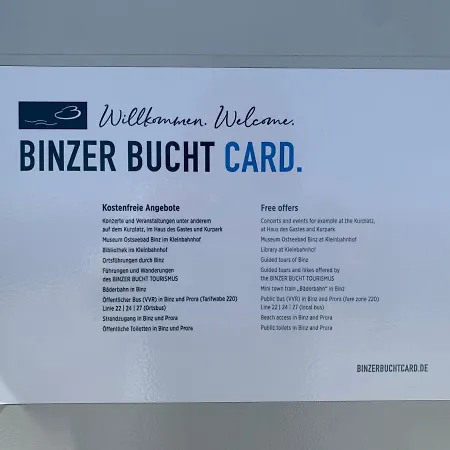 Willkommen. Welcome.
BINZER BUCHT CARD.
Kostenfreie Angebote
Konzerte und Veranstaltungen unter anderem
auf dem Kurplatz, im Haus des Gastes und Kurpark
Museum Ostseebad Binz im Kleinbahnhof
Bibliothek im Kleinbahnhof
Ortsführungen durch Binz
Führungen und Wanderungen
des BINZER BUCHT TOURISMUS
Bäderbahn in Binz
Öffentlicher Bus (VVR) in Binz und Prora (Tarifwabe 220)
Linie 22 | 24 | 27 (Ortsbus)
Strandzugang in Binz und Prora
Öffentliche Toiletten in Binz und Prora
Free offers
Concerts and events for example at the Kurplatz,
at Haus des Gastes and Kurpark
Museum Ostseebad Binz at Kleinbahnhof
Library at Kleinbahnhof
Guided tours of Binz
Guided tours and hikes offered by
the BINZER BUCHT TOURISMUS
Mini town train „Bäderbahn" in Binz
Public bus (VVR) in Binz and Prora (fare zone 220)
Line 22 | 24 | 27 (local bus)
Beach access in Binz and Prora
Public toilets in Binz and Prora
BINZERBUCHTCARD.DE